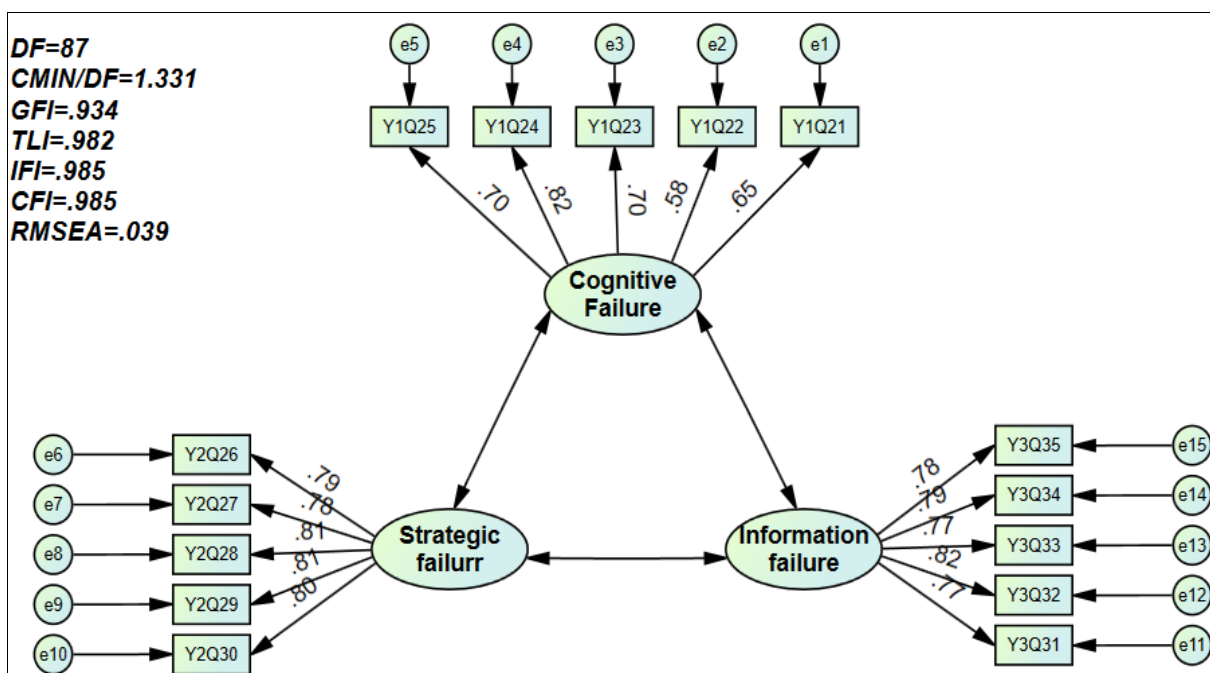 DF=87
CMIN/DF=1.331
GFI=.934
TLI=.982
IFI=.985
CFI=.985
RMSEA=.039
e5 e4 e3 e2 e1
Y1Q25 Y1Q24 Y1Q23 Y1Q22 Y1Q21
.70 .82 .70 .58 .65
Cognitive
Failure
e6 Y2Q26 .79
e7 Y2Q27 .78
e8 Y2Q28 .81
e9 Y2Q29 .81
e10 Y2Q30 .80
Strategic
failurr
Information
failure
.78 Y3Q35 e15
.79 Y3Q34 e14
.77 Y3Q33 e13
.82 Y3Q32 e12
.77 Y3Q31 e11